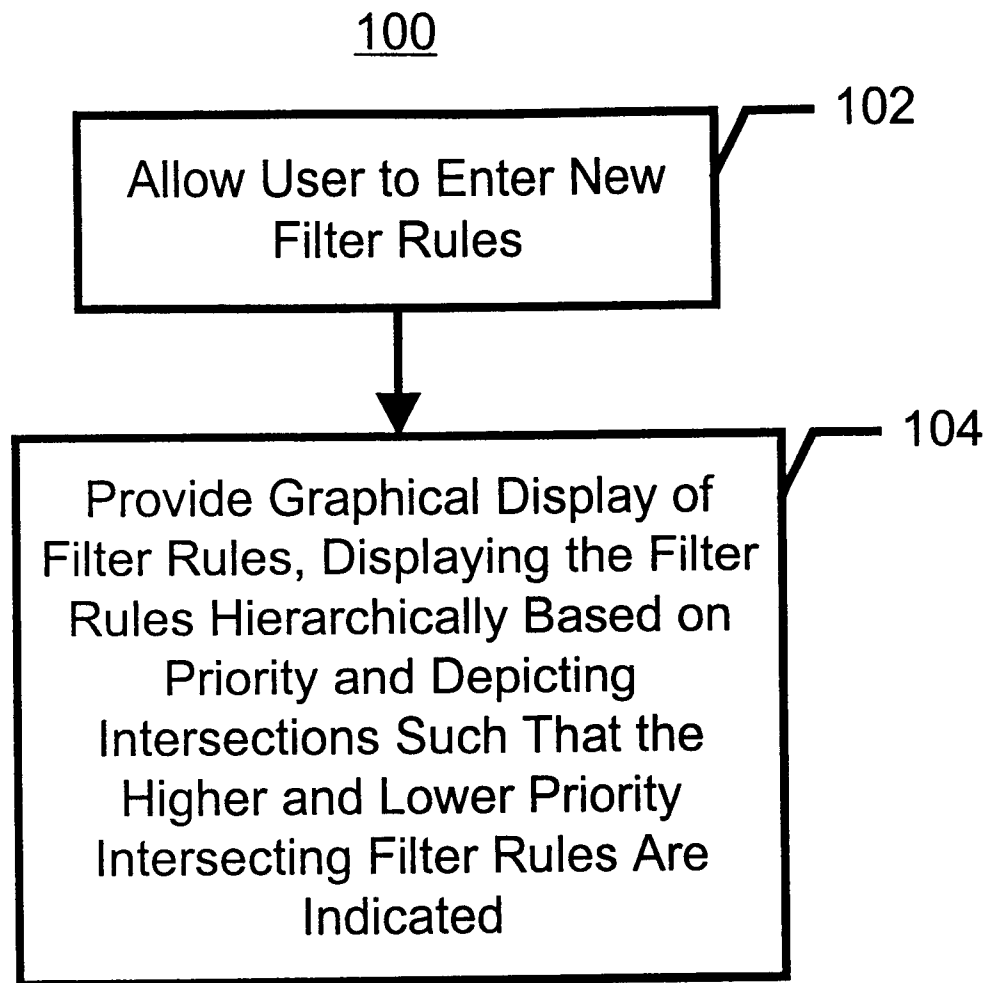 100
102
Allow User to Enter New
Filter Rules
104
Provide Graphical Display of
Filter Rules, Displaying the Filter
Rules Hierarchically Based on
Priority and Depicting
Intersections Such That the
Higher and Lower Priority
Intersecting Filter Rules Are
Indicated